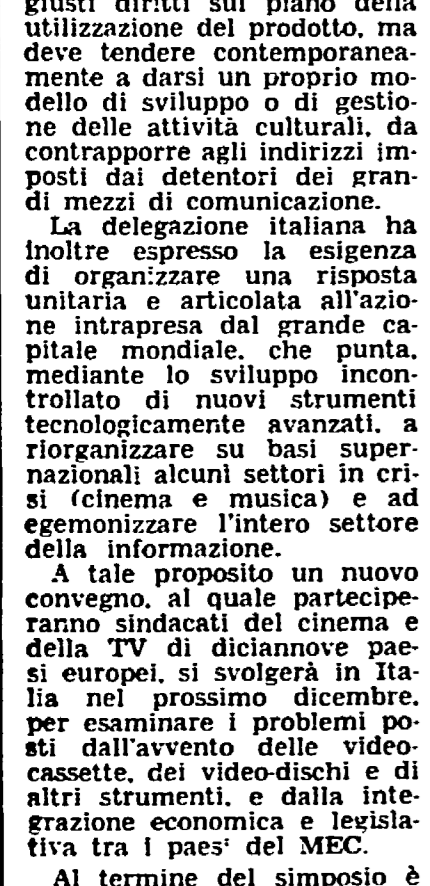 giusti diritti sul piano della
utilizzazione del prodotto, ma
deve tendere contemporanea-
mente a darsi un proprio mo-
dello di sviluppo o di gestio-
ne delle attività culturali, da
contrapporre agli indirizzi im-
posti dai detentori dei gran-
di mezzi di comunicazione.
La delegazione italiana ha
inoltre espresso la esigenza
di organizzare una risposta
unitaria e articolata all'azio-
ne intrapresa dal grande ca-
pitale mondiale, che punta,
mediante lo sviluppo incon-
trollato di nuovi strumenti
tecnologicamente avanzati, a
riorganizzare su basi super-
nazionali alcuni settori in cri-
si (cinema e musica) e ad
egemonizzare l'intero settore
della informazione.
A tale proposito un nuovo
convegno, al quale partecipe-
ranno sindacati del cinema e
della TV di diciannove pae-
si europei, si svolgerà in Ita-
lia nel prossimo dicembre,
per esaminare i problemi po-
sti dall'avvento delle video-
cassette, dei video-dischi e di
altri strumenti, e dalla inte-
grazione economica e legisla-
tiva tra i paesi del MEC.
Al termine del simposio è